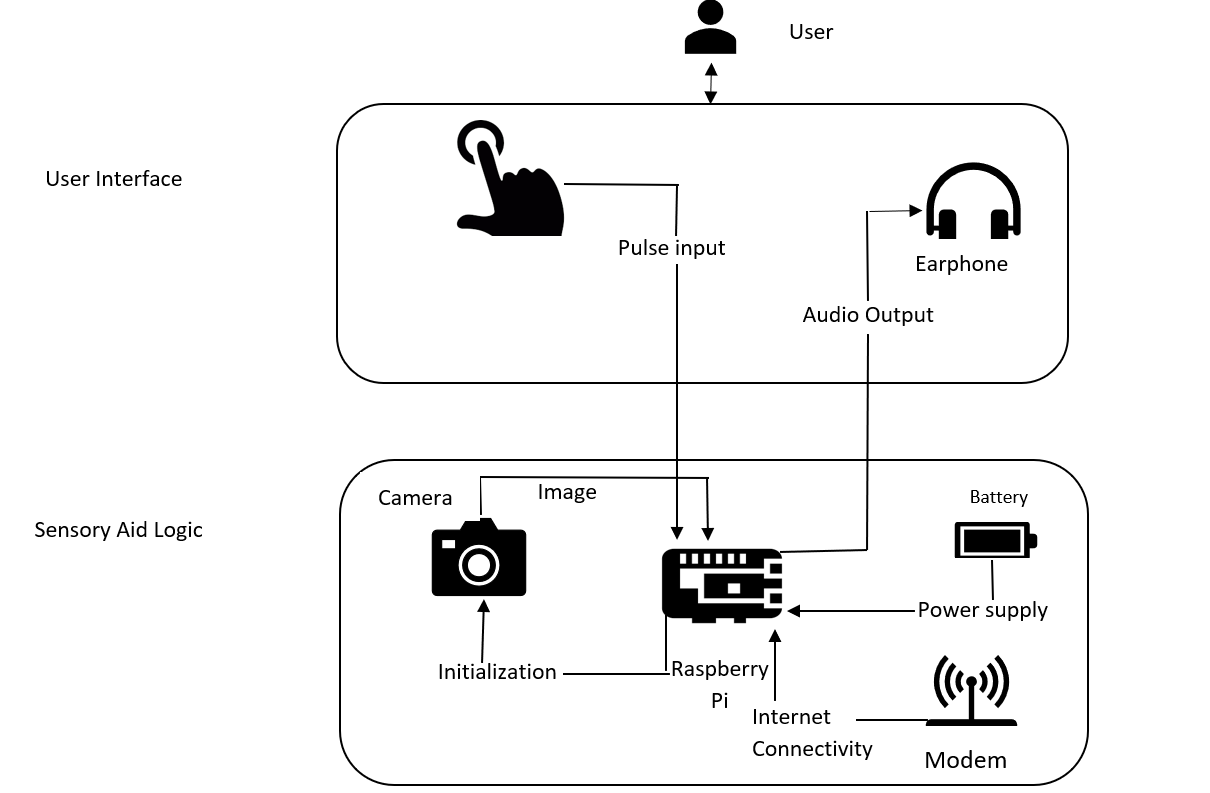 User
User Interface
Pulse input
Earphone
Audio Output
Camera
Image
Battery
Sensory Aid Logic
Power supply
Initialization
Raspberry
Pi
Internet
Connectivity
Modem